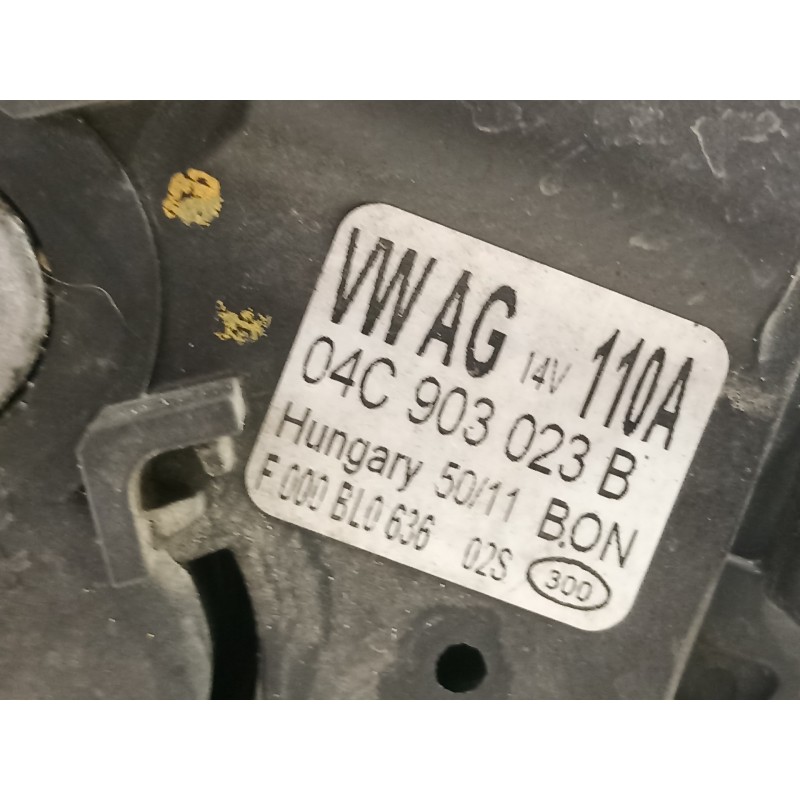 VW AG 14V 110A
04C 903 023 B
Hungary 50/11 B.ON
F 000 BL0 636 02S 300